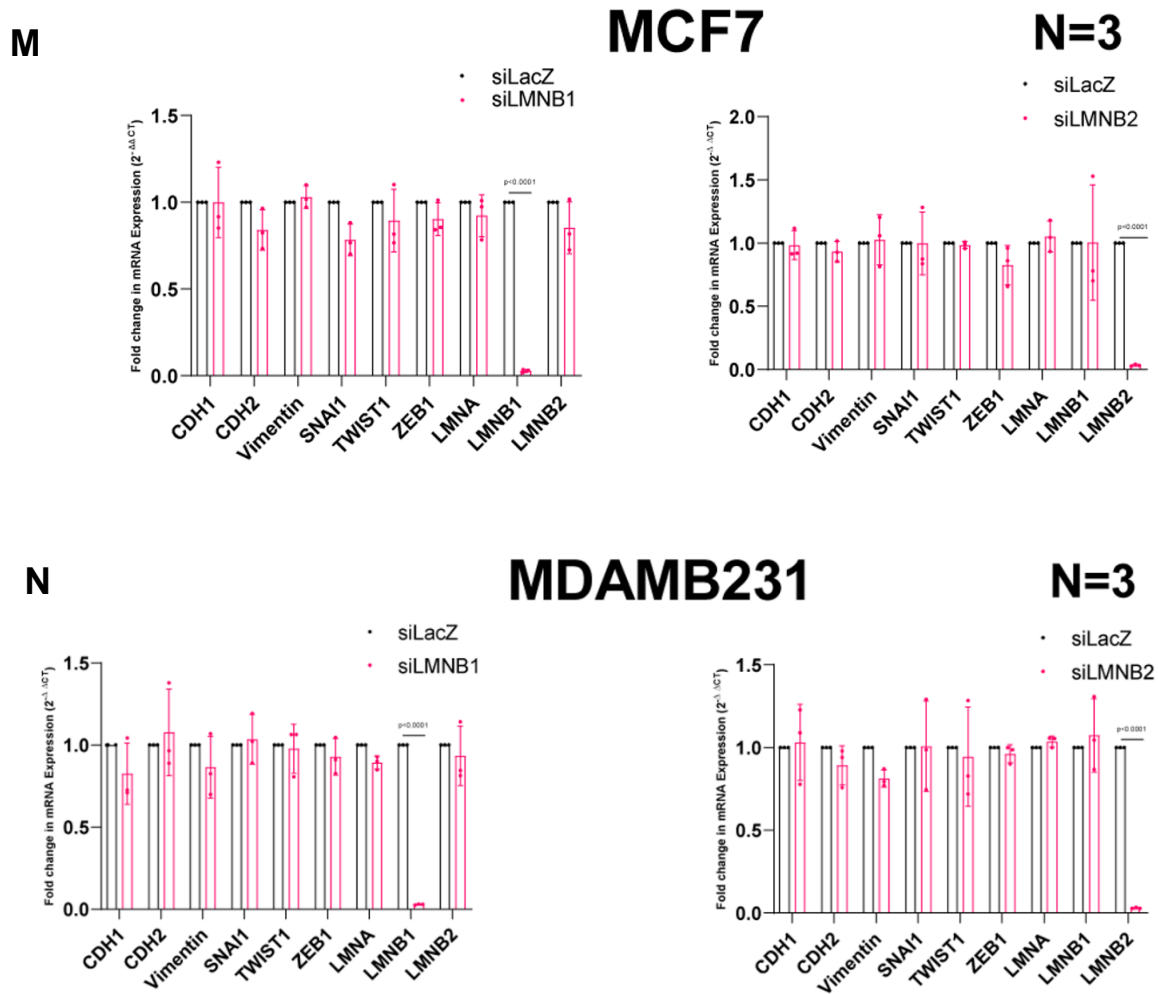 M
MCF7
N=3
siLacZ
siLMNB1
Fold change in mRNA Expression (2-ΔΔCT)
1.5
1.0
0.5
0.0
p<0.0001
CDH1
CDH2
Vimentin
SNAI1
TWIST1
ZEB1
LMNA
LMNB1
LMNB2
siLacZ
siLMNB2
Fold change in mRNA Expression (2-Δ ΔCT)
2.0
1.5
1.0
0.5
0.0
p<0.0001
CDH1
CDH2
Vimentin
SNAI1
TWIST1
ZEB1
LMNA
LMNB1
LMNB2
N
MDAMB231
N=3
siLacZ
siLMNB1
Fold change in mRNA Expression (2-Δ ΔCT)
1.5
1.0
0.5
0.0
p<0.0001
CDH1
CDH2
Vimentin
SNAI1
TWIST1
ZEB1
LMNA
LMNB1
LMNB2
siLacZ
siLMNB2
Fold change in mRNA Expression (2-Δ ΔCT)
1.5
1.0
0.5
0.0
p<0.0001
CDH1
CDH2
Vimentin
SNAI1
TWIST1
ZEB1
LMNA
LMNB1
LMNB2